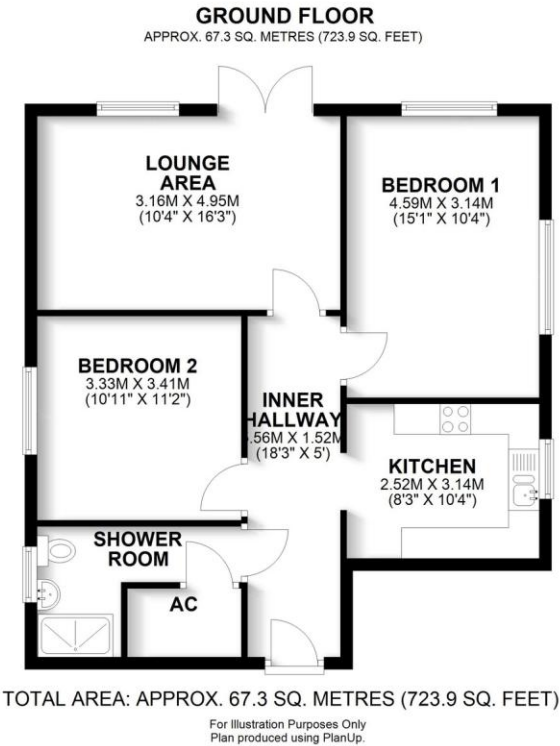 GROUND FLOOR
APPROX. 67.3 SQ. METRES (723.9 SQ. FEET)
LOUNGE
AREA
3.16M X 4.95M
(10'4" X 16'3")
BEDROOM 1
4.59M X 3.14M
(15'1" X 10'4")
BEDROOM 2
3.33M X 3.41M
(10'11" X 11'2")
INNER
HALLWAY
.56M X 1.52M
(18'3" X 5')
KITCHEN
2.52M X 3.14M
(8'3" X 10'4")
SHOWER
ROOM
AC
TOTAL AREA: APPROX. 67.3 SQ. METRES (723.9 SQ. FEET)
For Illustration Purposes Only
Plan produced using PlanUp.